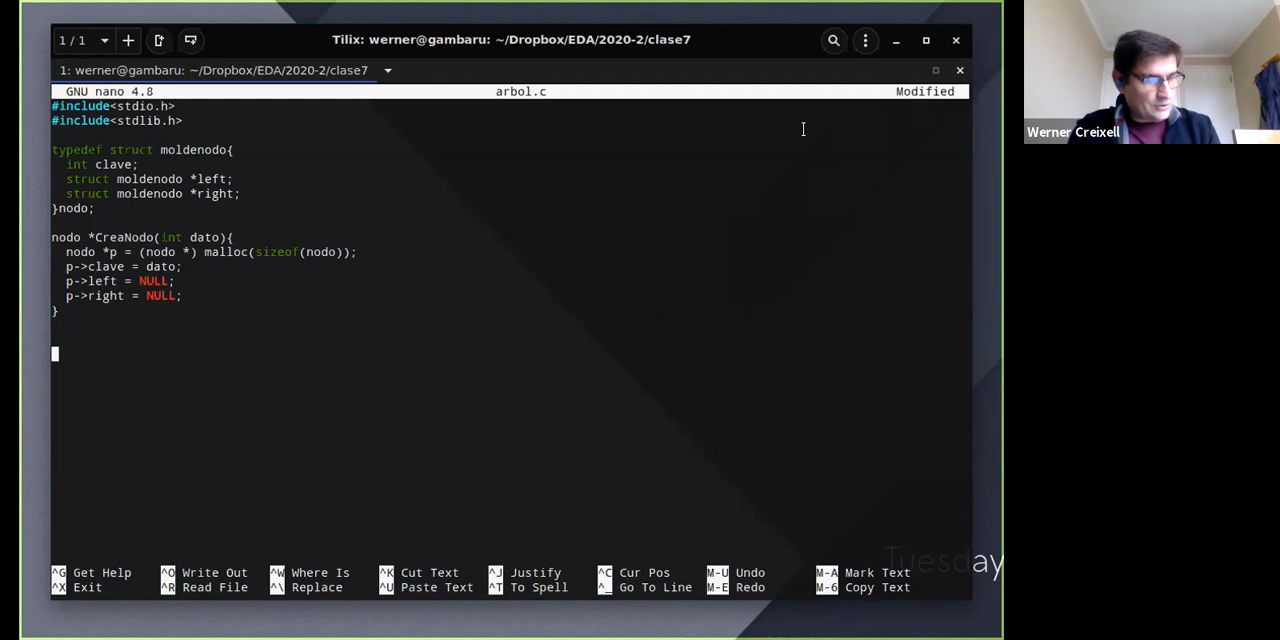 1 / 1
Tilix: werner@gambaru: ~/Dropbox/EDA/2020-2/clase7
1: werner@gambaru: ~/Dropbox/EDA/2020-2/clase7
GNU nano 4.8 arbol.c Modified
#include<stdio.h>
#include<stdlib.h>
typedef struct moldenodo{
int clave;
struct moldenodo *left;
struct moldenodo *right;
}nodo;
nodo *CreaNodo(int dato){
nodo *p = (nodo *) malloc(sizeof(nodo));
p->clave = dato;
p->left = NULL;
p->right = NULL;
}
^G Get Help ^O Write Out ^W Where Is ^K Cut Text ^J Justify ^C Cur Pos M-U Undo M-A Mark Text
^X Exit ^R Read File ^\ Replace ^U Paste Text ^T To Spell ^_ Go To Line M-E Redo M-6 Copy Text
Tuesday
Werner Creixell